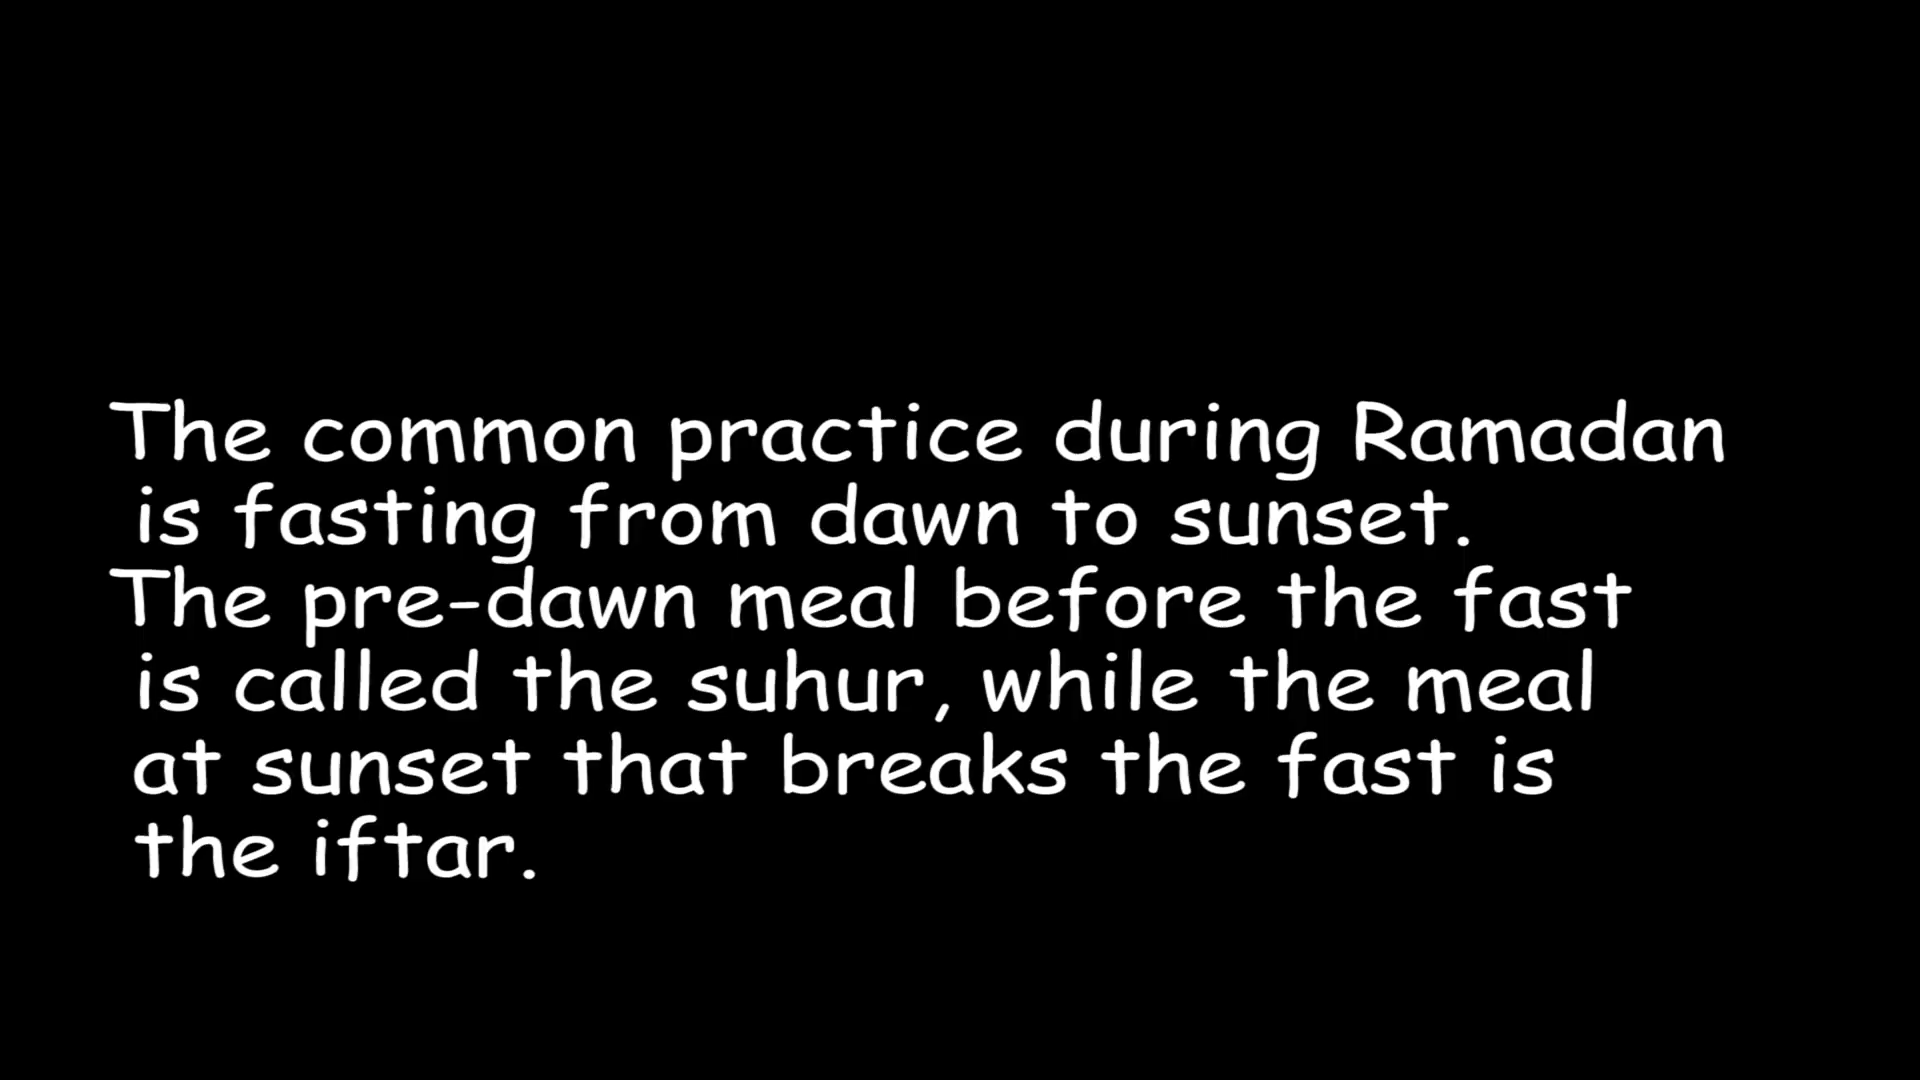 The common practice during Ramadan
is fasting from dawn to sunset.
The pre-dawn meal before the fast
is called the suhur, while the meal
at sunset that breaks the fast is
the iftar.